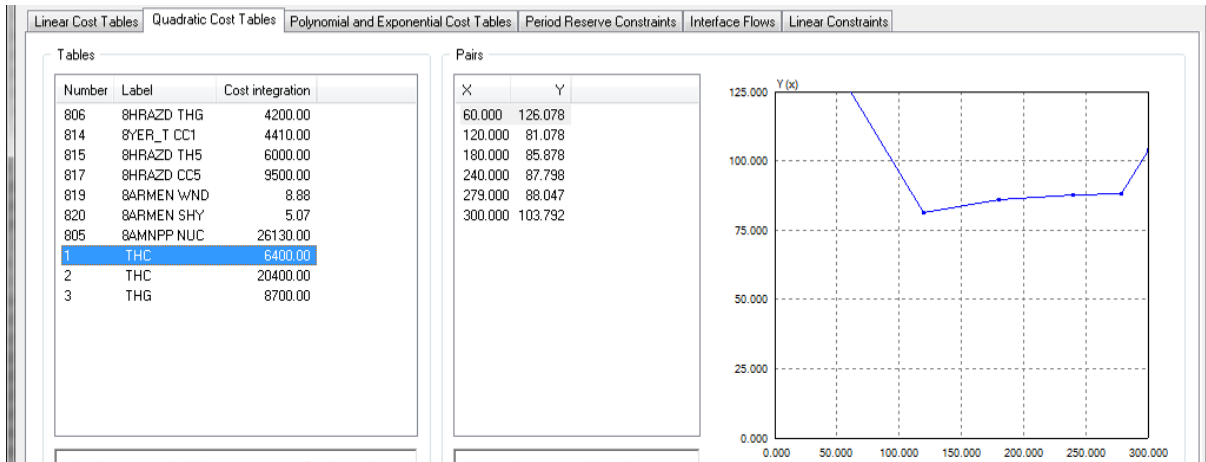 Linear Cost Tables Quadratic Cost Tables Polynomial and Exponential Cost Tables Period Reserve Constraints Interface Flows Linear Constraints
Tables
Number Label Cost integration
806 8HRAZD THG 4200.00
814 8YER_T CC1 4410.00
815 8HRAZD TH5 6000.00
817 8HRAZD CC5 9500.00
819 8ARMEN WND 8.88
820 8ARMEN SHY 5.07
805 8AMNPP NUC 26130.00
1 THC 6400.00
2 THC 20400.00
3 THG 8700.00
Pairs
X Y
60.000 126.078
120.000 81.078
180.000 85.878
240.000 87.798
279.000 88.047
300.000 103.792
Y (x)
125.000
100.000
75.000
50.000
25.000
0.000
0.000 50.000 100.000 150.000 200.000 250.000 300.000